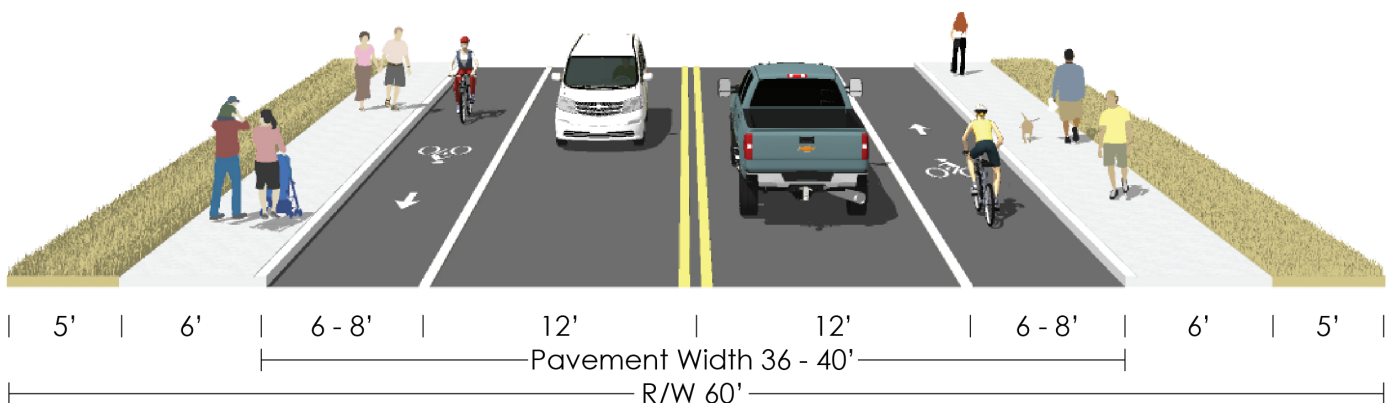 5’ 6’ 6 - 8’ 12’ 12’ 6 - 8’ 6’ 5’
Pavement Width 36 - 40’
R/W 60’